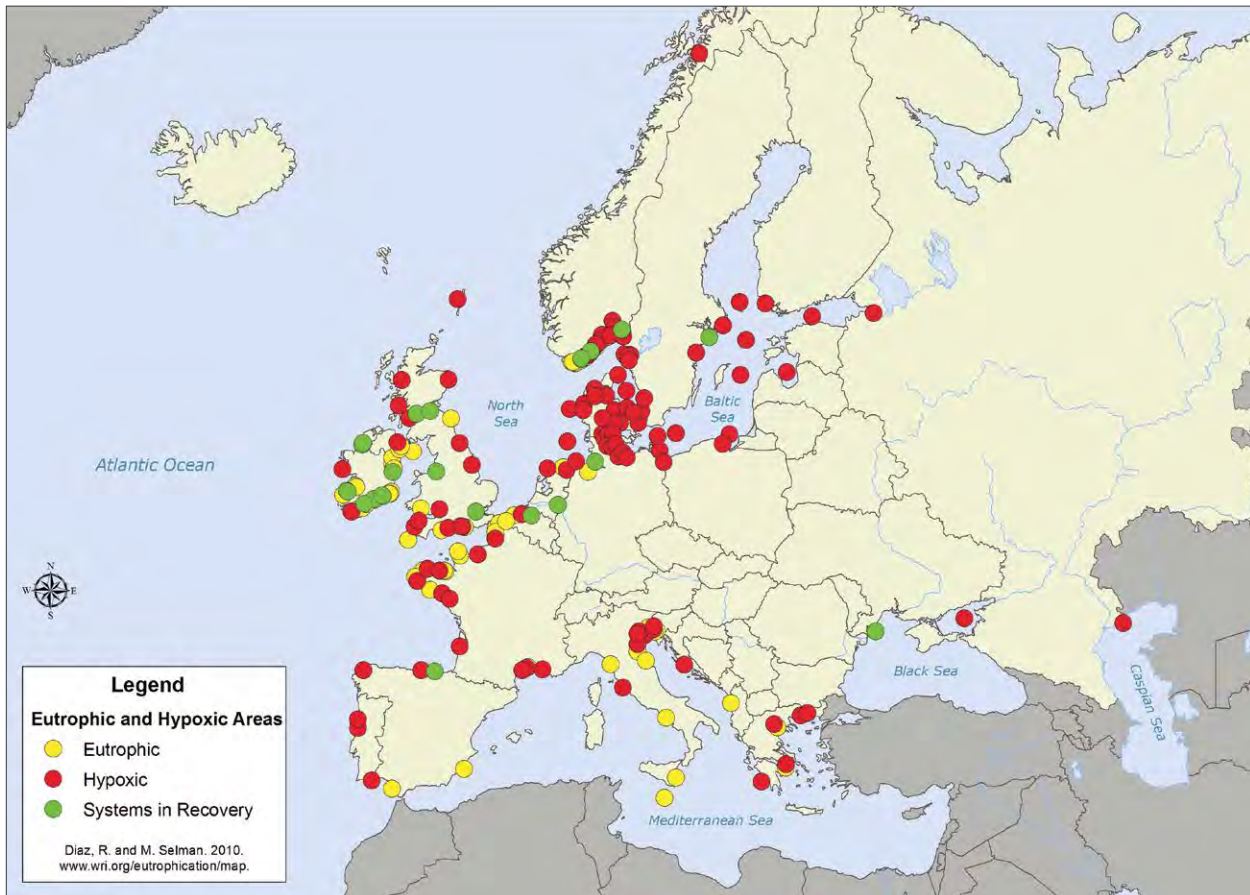 North
Sea
Baltic
Sea
Atlantic Ocean
N
W
E
S
Black Sea
Caspian Sea
Mediterranean Sea
Legend
Eutrophic and Hypoxic Areas
Eutrophic
Hypoxic
Systems in Recovery
Diaz, R. and M. Selman. 2010.
www.wri.org/eutrophication/map.